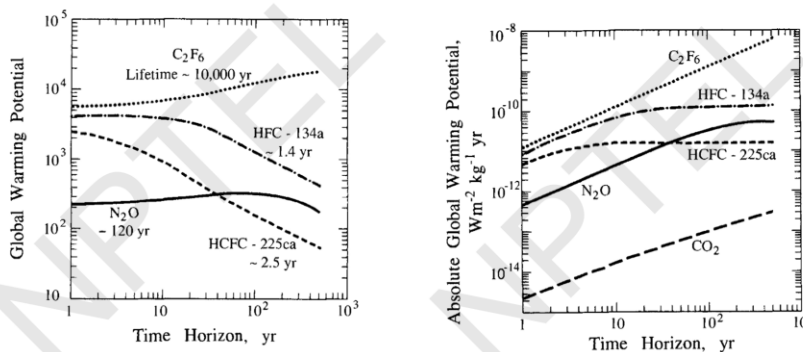 Global Warming Potential
10^5
10^4
10^3
10^2
10
C₂F₆
Lifetime ~ 10,000 yr
HFC - 134a
~ 1.4 yr
N₂O
~ 120 yr
HCFC - 225ca
~ 2.5 yr
1
10
10^2
10^3
Time Horizon, yr
Absolute Global Warming Potential,
Wm^-2 kg^-1 yr
10^-8
10^-10
10^-12
10^-14
C₂F₆
HFC - 134a
HCFC - 225ca
N₂O
CO₂
1
10
10^2
Time Horizon, yr
NPTEL
NPTEL